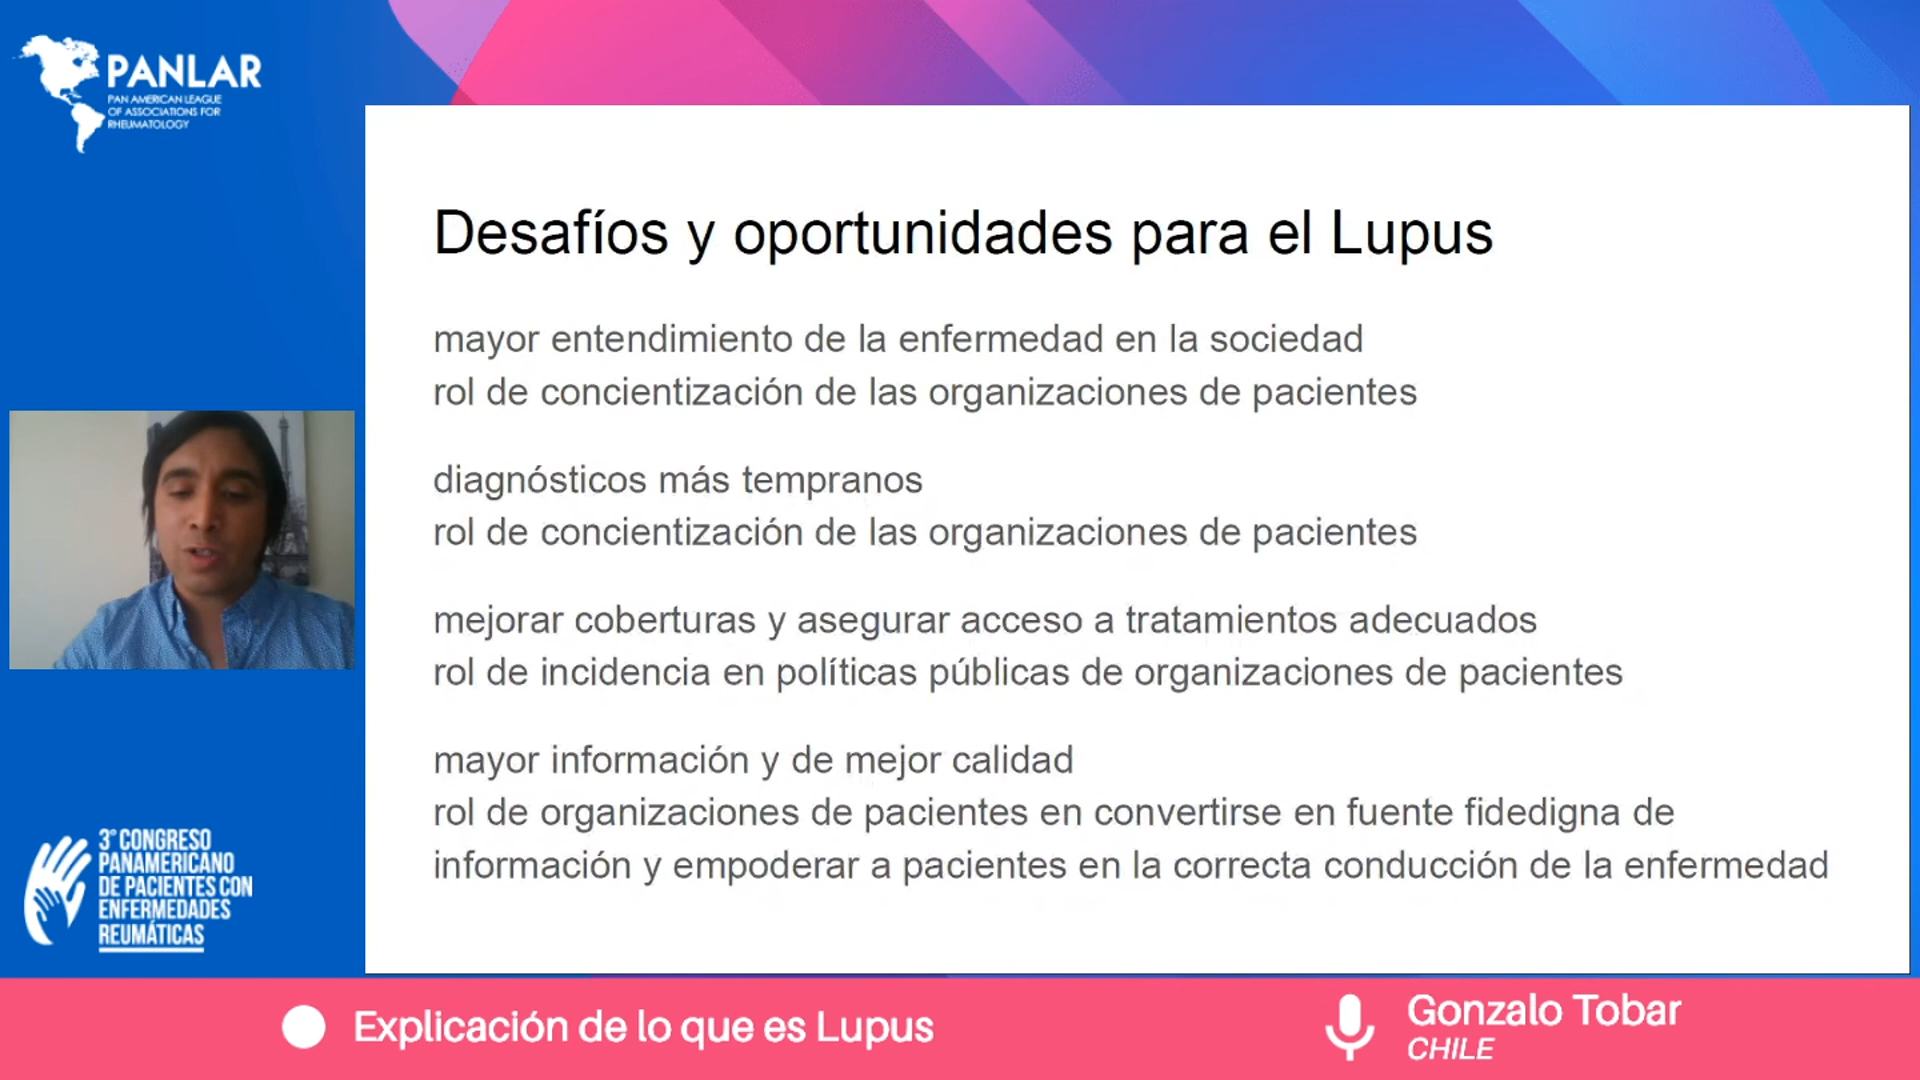 PANLAR
PAN AMERICAN LEAGUE
OF ASSOCIATIONS FOR
RHEUMATOLOGY
Desafíos y oportunidades para el Lupus
mayor entendimiento de la enfermedad en la sociedad
rol de concientización de las organizaciones de pacientes
diagnósticos más tempranos
rol de concientización de las organizaciones de pacientes
mejorar coberturas y asegurar acceso a tratamientos adecuados
rol de incidencia en políticas públicas de organizaciones de pacientes
mayor información y de mejor calidad
rol de organizaciones de pacientes en convertirse en fuente fidedigna de
información y empoderar a pacientes en la correcta conducción de la enfermedad
3° CONGRESO
PANAMERICANO
DE PACIENTES CON
ENFERMEDADES
REUMÁTICAS
Explicación de lo que es Lupus
Gonzalo Tobar
CHILE